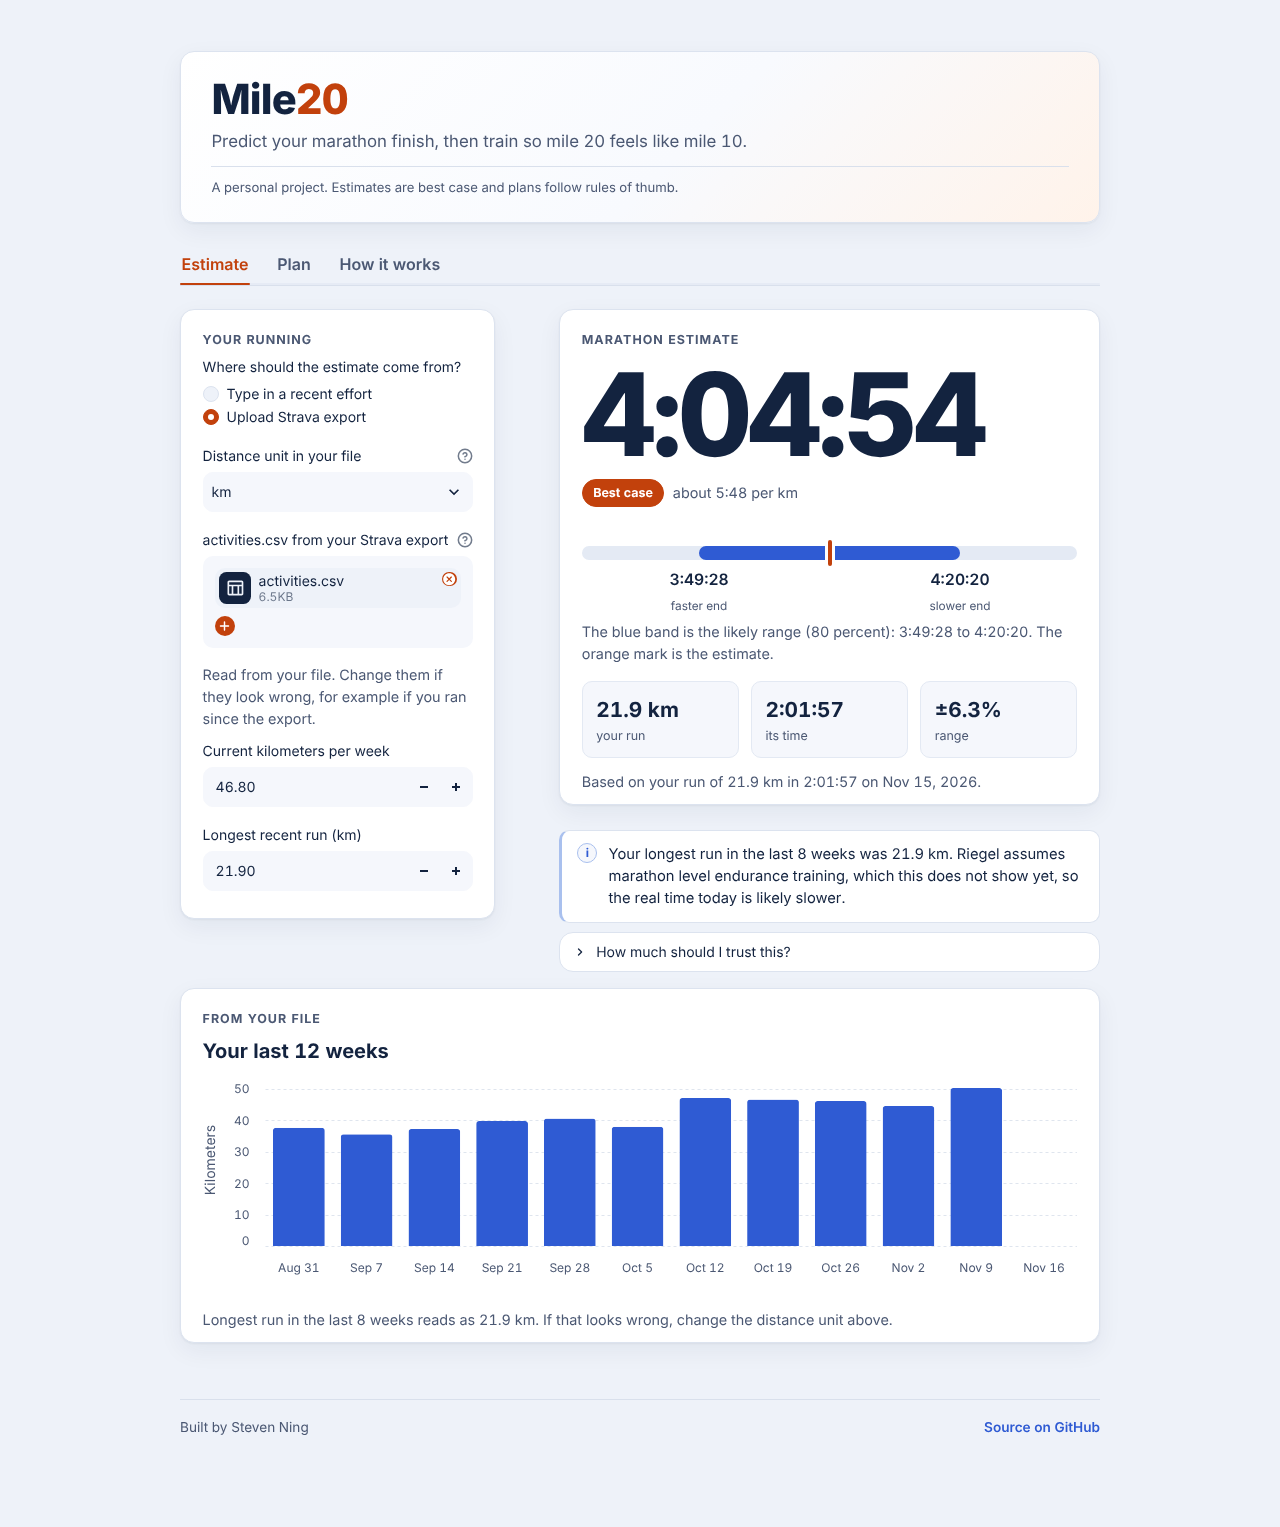 Mile20
Predict your marathon finish, then train so mile 20 feels like mile 10.
A personal project. Estimates are best case and plans follow rules of thumb.
Estimate Plan How it works
YOUR RUNNING
Where should the estimate come from?
Type in a recent effort
Upload Strava export
Distance unit in your file
km
activities.csv from your Strava export
activities.csv
6.5KB
Read from your file. Change them if
they look wrong, for example if you ran
since the export.
Current kilometers per week
46.80
Longest recent run (km)
21.90
MARATHON ESTIMATE
4:04:54
Best case about 5:48 per km
3:49:28 4:20:20
faster end slower end
The blue band is the likely range (80 percent): 3:49:28 to 4:20:20. The
orange mark is the estimate.
21.9 km 2:01:57 ±6.3%
your run its time range
Based on your run of 21.9 km in 2:01:57 on Nov 15, 2026.
Your longest run in the last 8 weeks was 21.9 km. Riegel assumes
marathon level endurance training, which this does not show yet, so
the real time today is likely slower.
How much should I trust this?
FROM YOUR FILE
Your last 12 weeks
Kilometers
50
40
30
20
10
0
Aug 31 Sep 7 Sep 14 Sep 21 Sep 28 Oct 5 Oct 12 Oct 19 Oct 26 Nov 2 Nov 9 Nov 16
Longest run in the last 8 weeks reads as 21.9 km. If that looks wrong, change the distance unit above.
Built by Steven Ning Source on GitHub